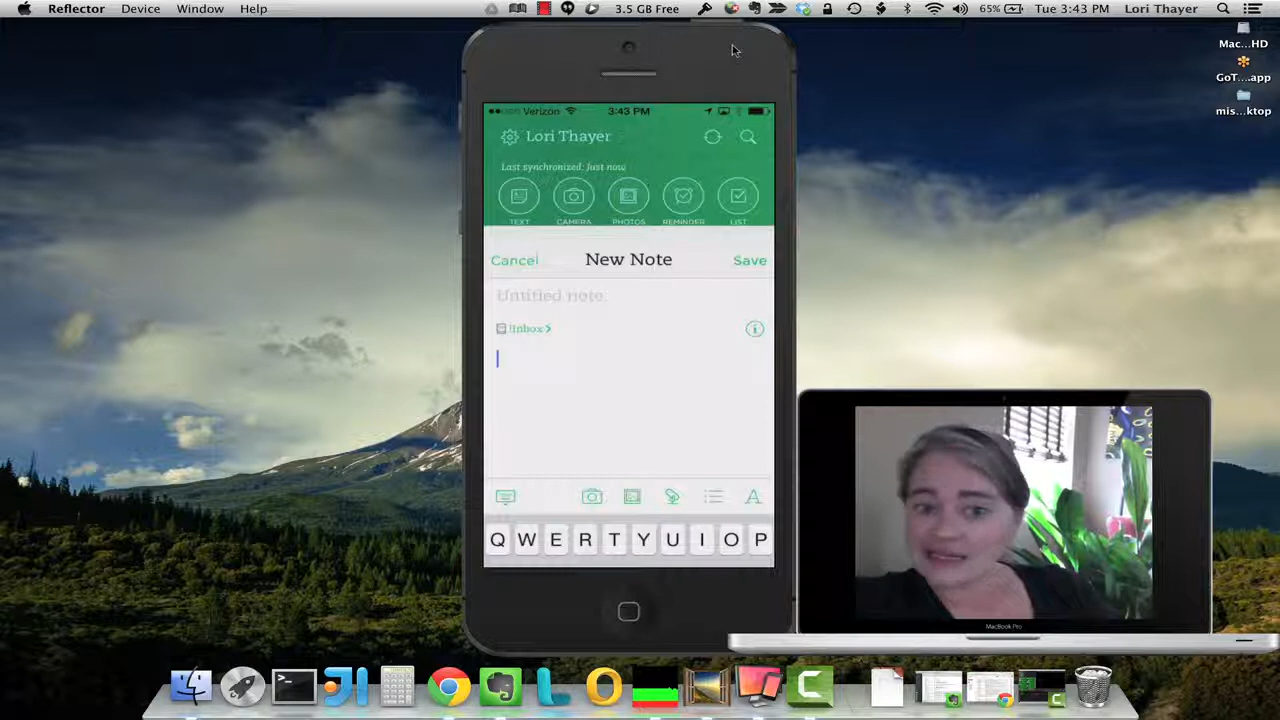 Reflector Device Window Help 3.5 GB Free 65% Tue 3:43 PM Lori Thayer
Mac...HD
GoT....app
mis...ktop
Verizon 3:43 PM
Lori Thayer
Last synchronized: Just now
TEXT CAMERA PHOTOS REMINDER LIST
Cancel New Note Save
Untitled note
!Inbox >
Q W E R T Y U I O P
MacBook Pro